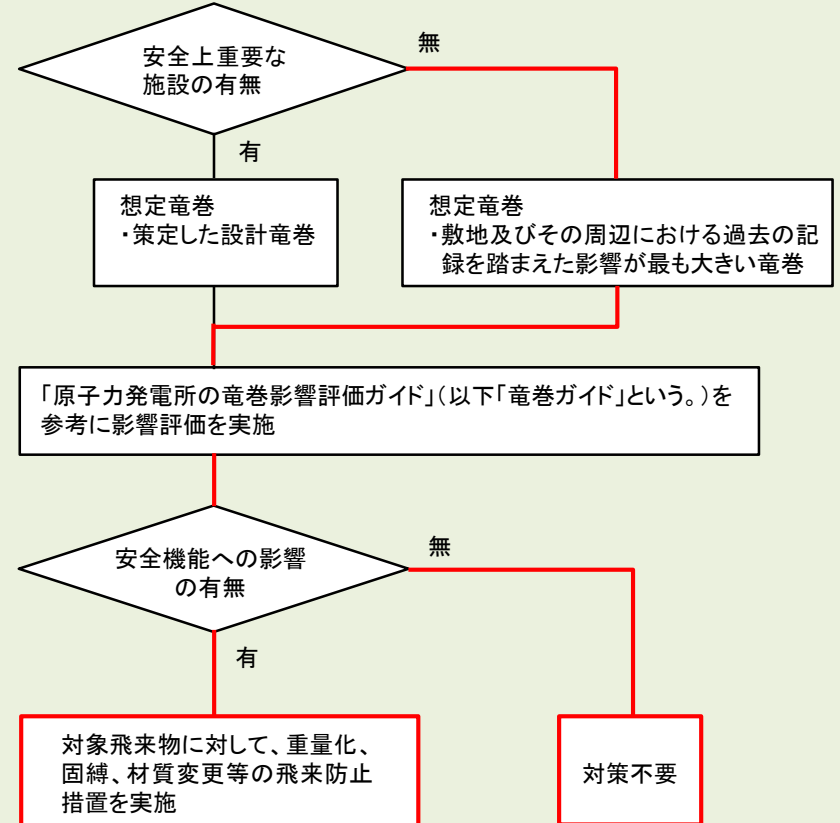 安全上重要な
施設の有無
無
有
想定竜巻
・策定した設計竜巻
想定竜巻
・敷地及びその周辺における過去の記
録を踏まえた影響が最も大きい竜巻
「原子力発電所の竜巻影響評価ガイド」（以下「竜巻ガイド」という。）を
参考に影響評価を実施
安全機能への影響
の有無
無
有
対象飛来物に対して、重量化、
固縛、材質変更等の飛来防止
措置を実施
対策不要